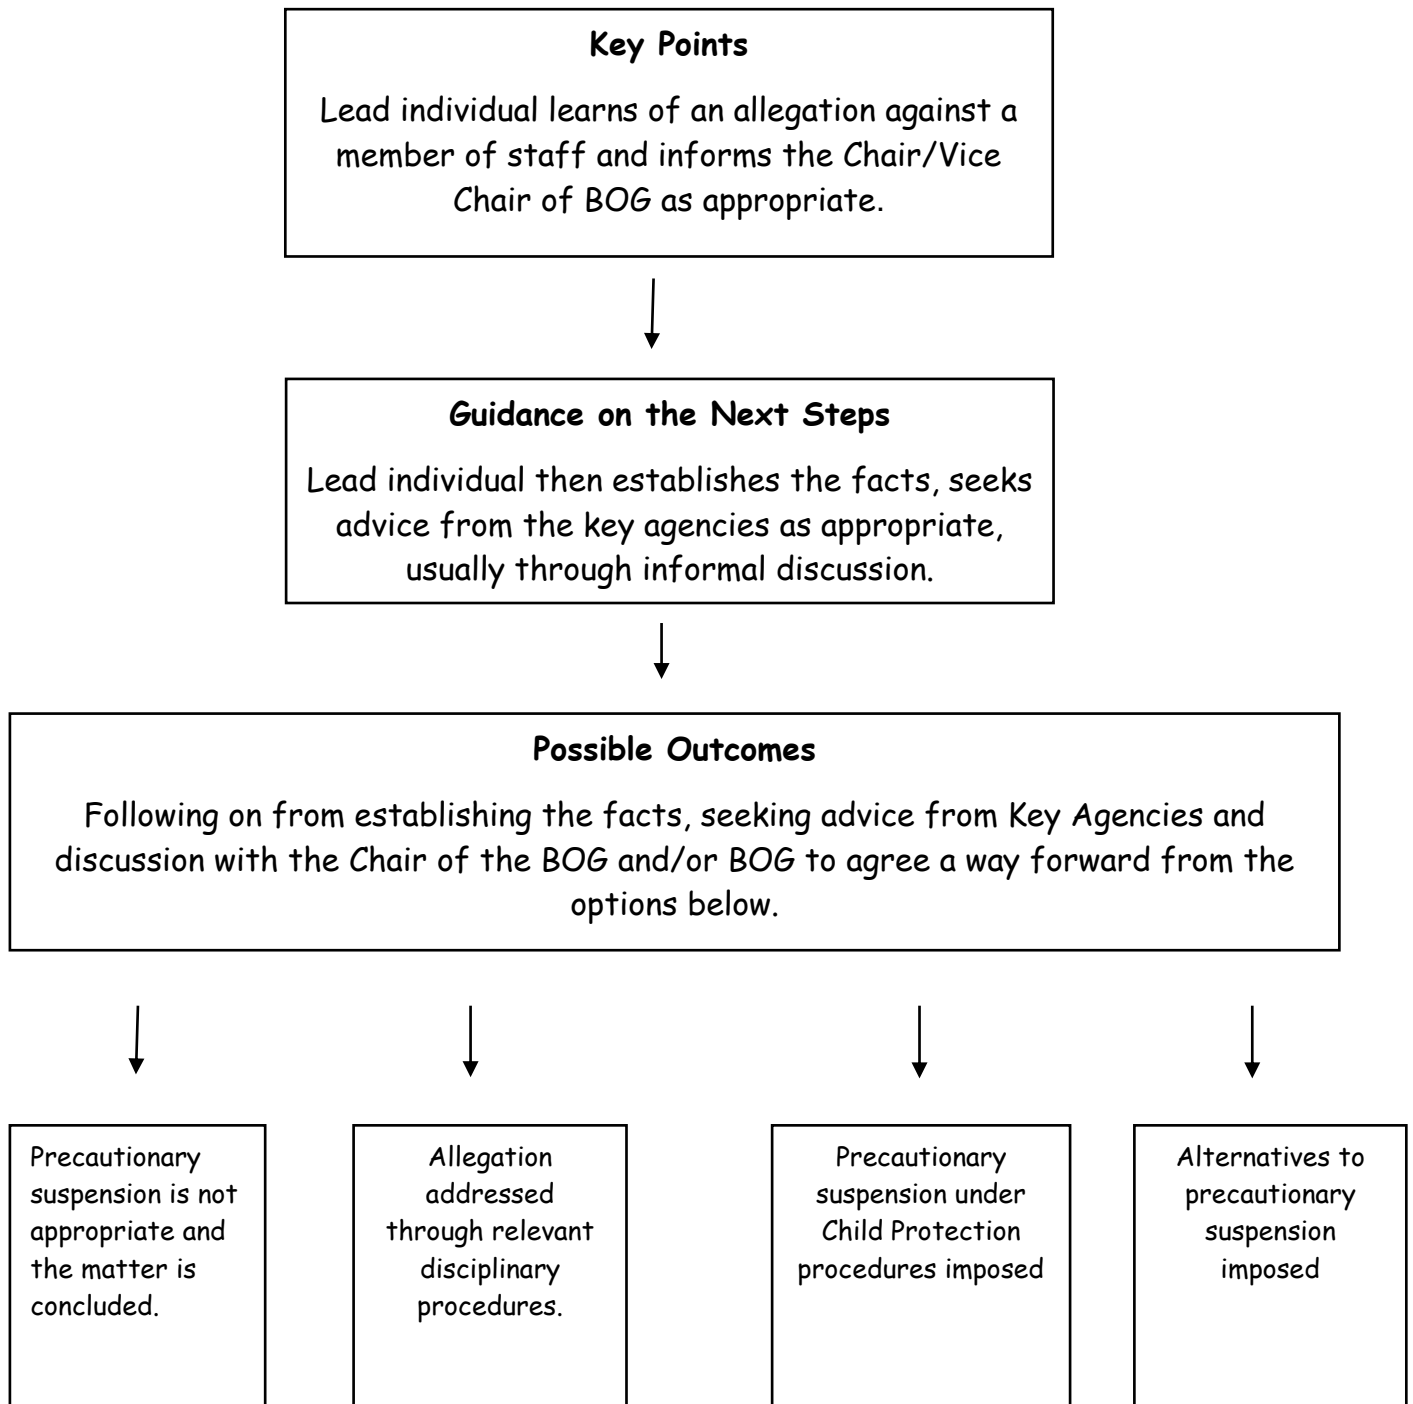 Key Points
Lead individual learns of an allegation against a
member of staff and informs the Chair/Vice
Chair of BOG as appropriate.
Guidance on the Next Steps
Lead individual then establishes the facts, seeks
advice from the key agencies as appropriate,
usually through informal discussion.
Possible Outcomes
Following on from establishing the facts, seeking advice from Key Agencies and
discussion with the Chair of the BOG and/or BOG to agree a way forward from the
options below.
Precautionary
suspension is not
appropriate and
the matter is
concluded.
Allegation
addressed
through relevant
disciplinary
procedures.
Precautionary
suspension under
Child Protection
procedures imposed
Alternatives to
precautionary
suspension
imposed